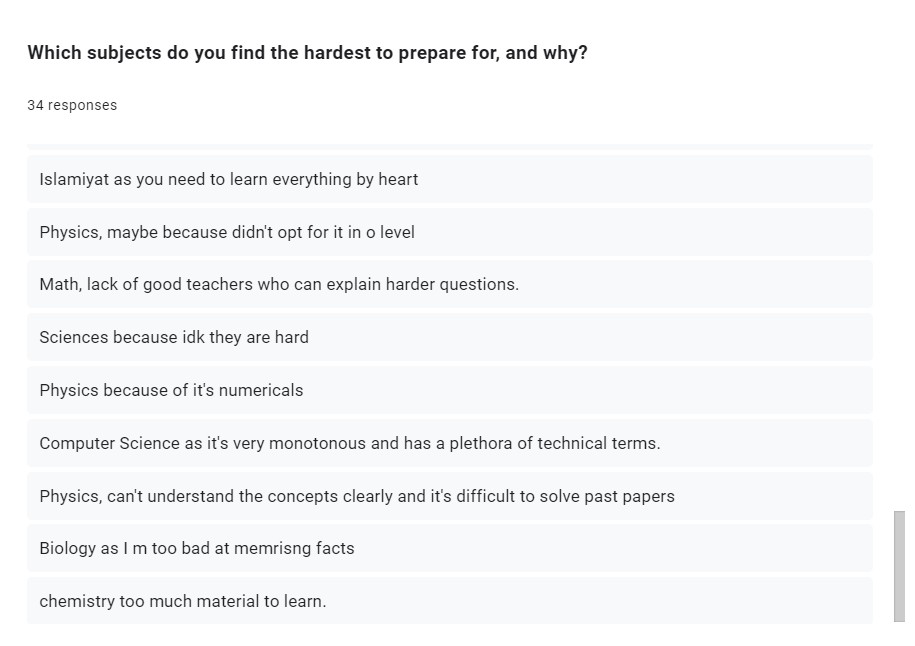 Which subjects do you find the hardest to prepare for, and why?
34 responses
Islamiyat as you need to learn everything by heart
Physics, maybe because didn't opt for it in o level
Math, lack of good teachers who can explain harder questions.
Sciences because idk they are hard
Physics because of it's numericals
Computer Science as it's very monotonous and has a plethora of technical terms.
Physics, can't understand the concepts clearly and it's difficult to solve past papers
Biology as I m too bad at memrisng facts
chemistry too much material to learn.